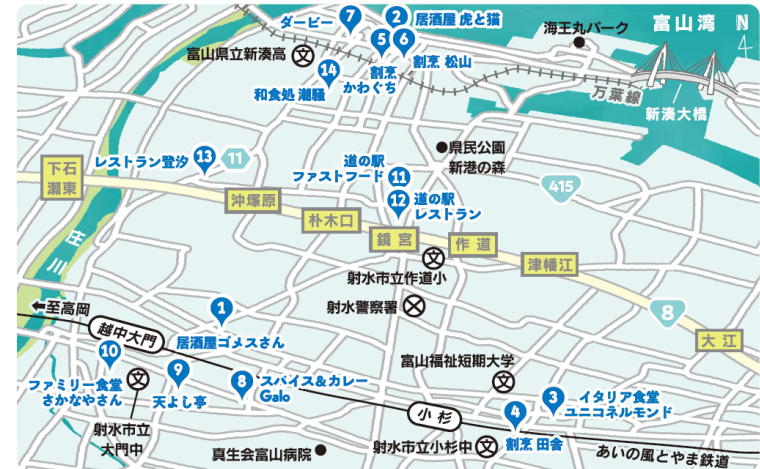 ダービー
7
2
居酒屋 虎と猫
海王丸パーク
富山湾
N
富山県立新湊高
文
5
6
割烹
かわぐち
割烹 松山
14
和食処 潮騒
万葉線
新湊大橋
県民公園
新港の森
レストラン登汐
13
11
道の駅
ファストフード
11
12
道の駅
レストラン
415
下石瀬東
沖塚原
朴木口
鏡宮
作道
津幡江
庄川
文
射水市立作道小
射水警察署
8
大江
至高岡
越中大門
1
居酒屋ゴメスさん
10
ファミリー食堂
さかなやさん
文
射水市立
大門中
9
天よし亭
8
スパイス&カレー
Galo
富山福祉短期大学
文
小杉
3
イタリア食堂
ユニコネルモンド
4
割烹 田舎
真生会富山病院
射水市立小杉中
文
あいの風とやま鉄道